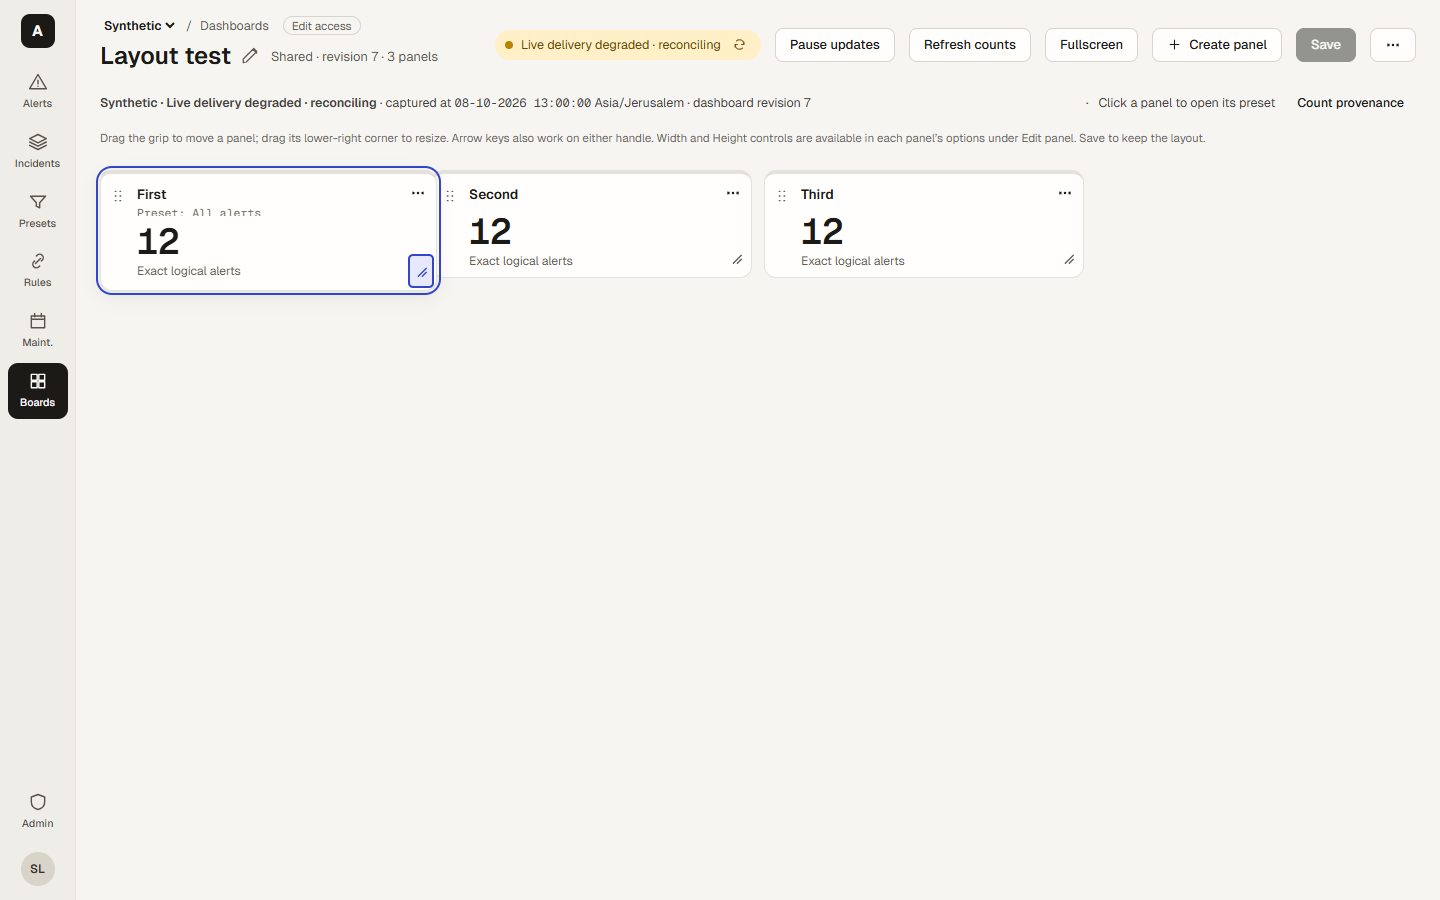 A
Alerts
Incidents
Presets
Rules
Maint.
Boards
Admin
SL
Synthetic / Dashboards Edit access
Layout test Shared · revision 7 · 3 panels
Live delivery degraded · reconciling Pause updates Refresh counts Fullscreen + Create panel Save ···
Synthetic · Live delivery degraded · reconciling · captured at 08-10-2026 13:00:00 Asia/Jerusalem · dashboard revision 7 · Click a panel to open its preset Count provenance
Drag the grip to move a panel; drag its lower-right corner to resize. Arrow keys also work on either handle. Width and Height controls are available in each panel's options under Edit panel. Save to keep the layout.
First
Preset: All alerts
12
Exact logical alerts
Second
12
Exact logical alerts
Third
12
Exact logical alerts